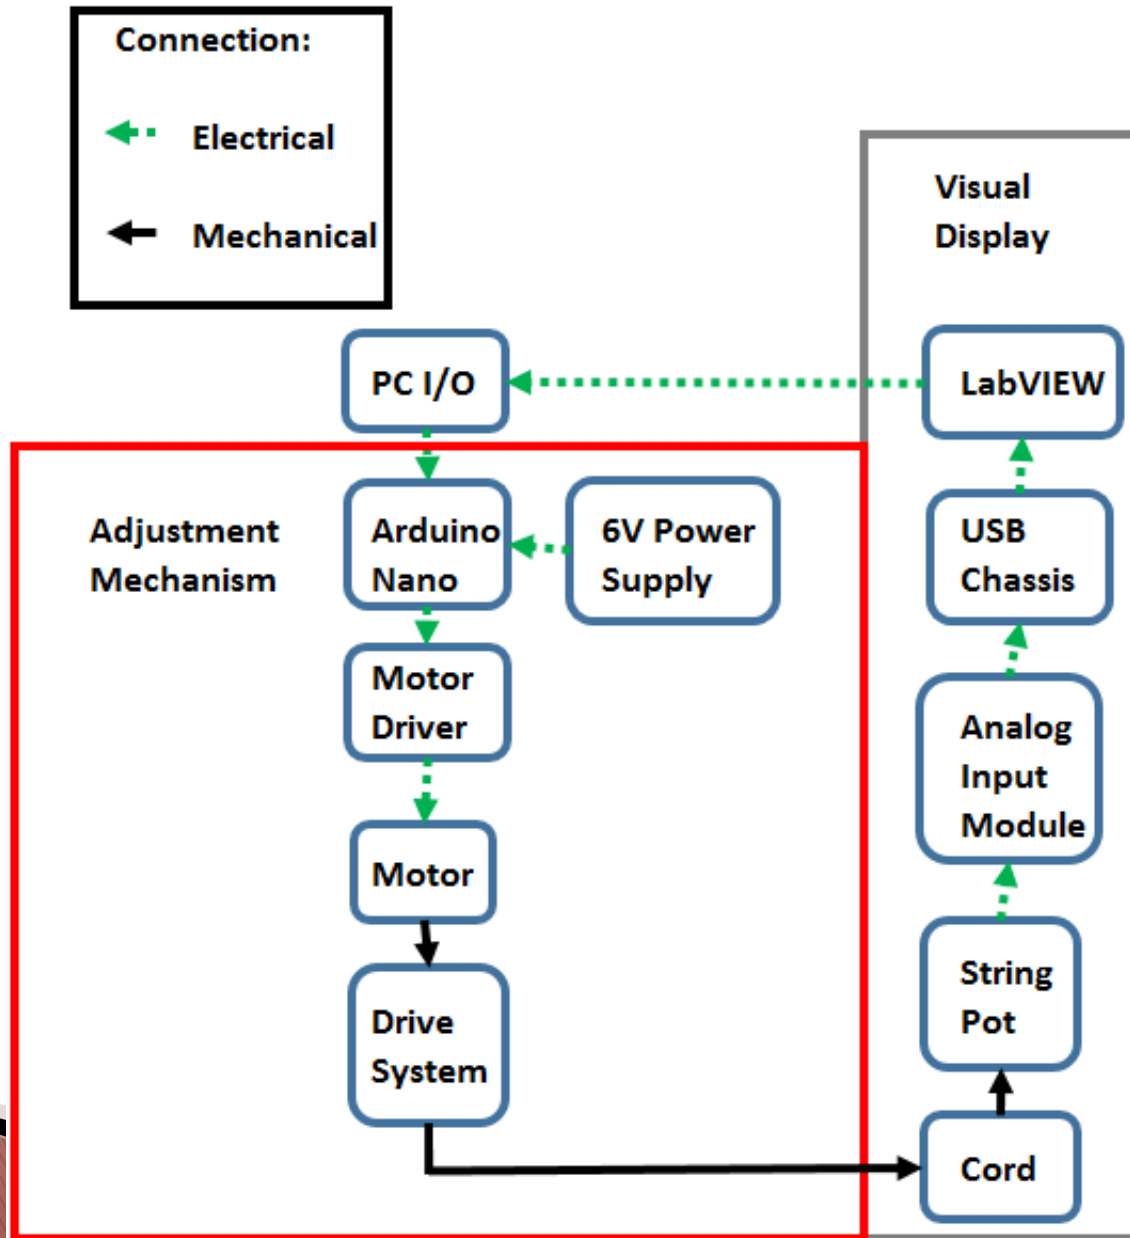 Connection:
Electrical
Mechanical
Visual
Display
PC I/O
LabVIEW
Adjustment
Mechanism
Arduino
Nano
6V Power
Supply
USB
Chassis
Motor
Driver
Analog
Input
Module
Motor
String
Pot
Drive
System
Cord